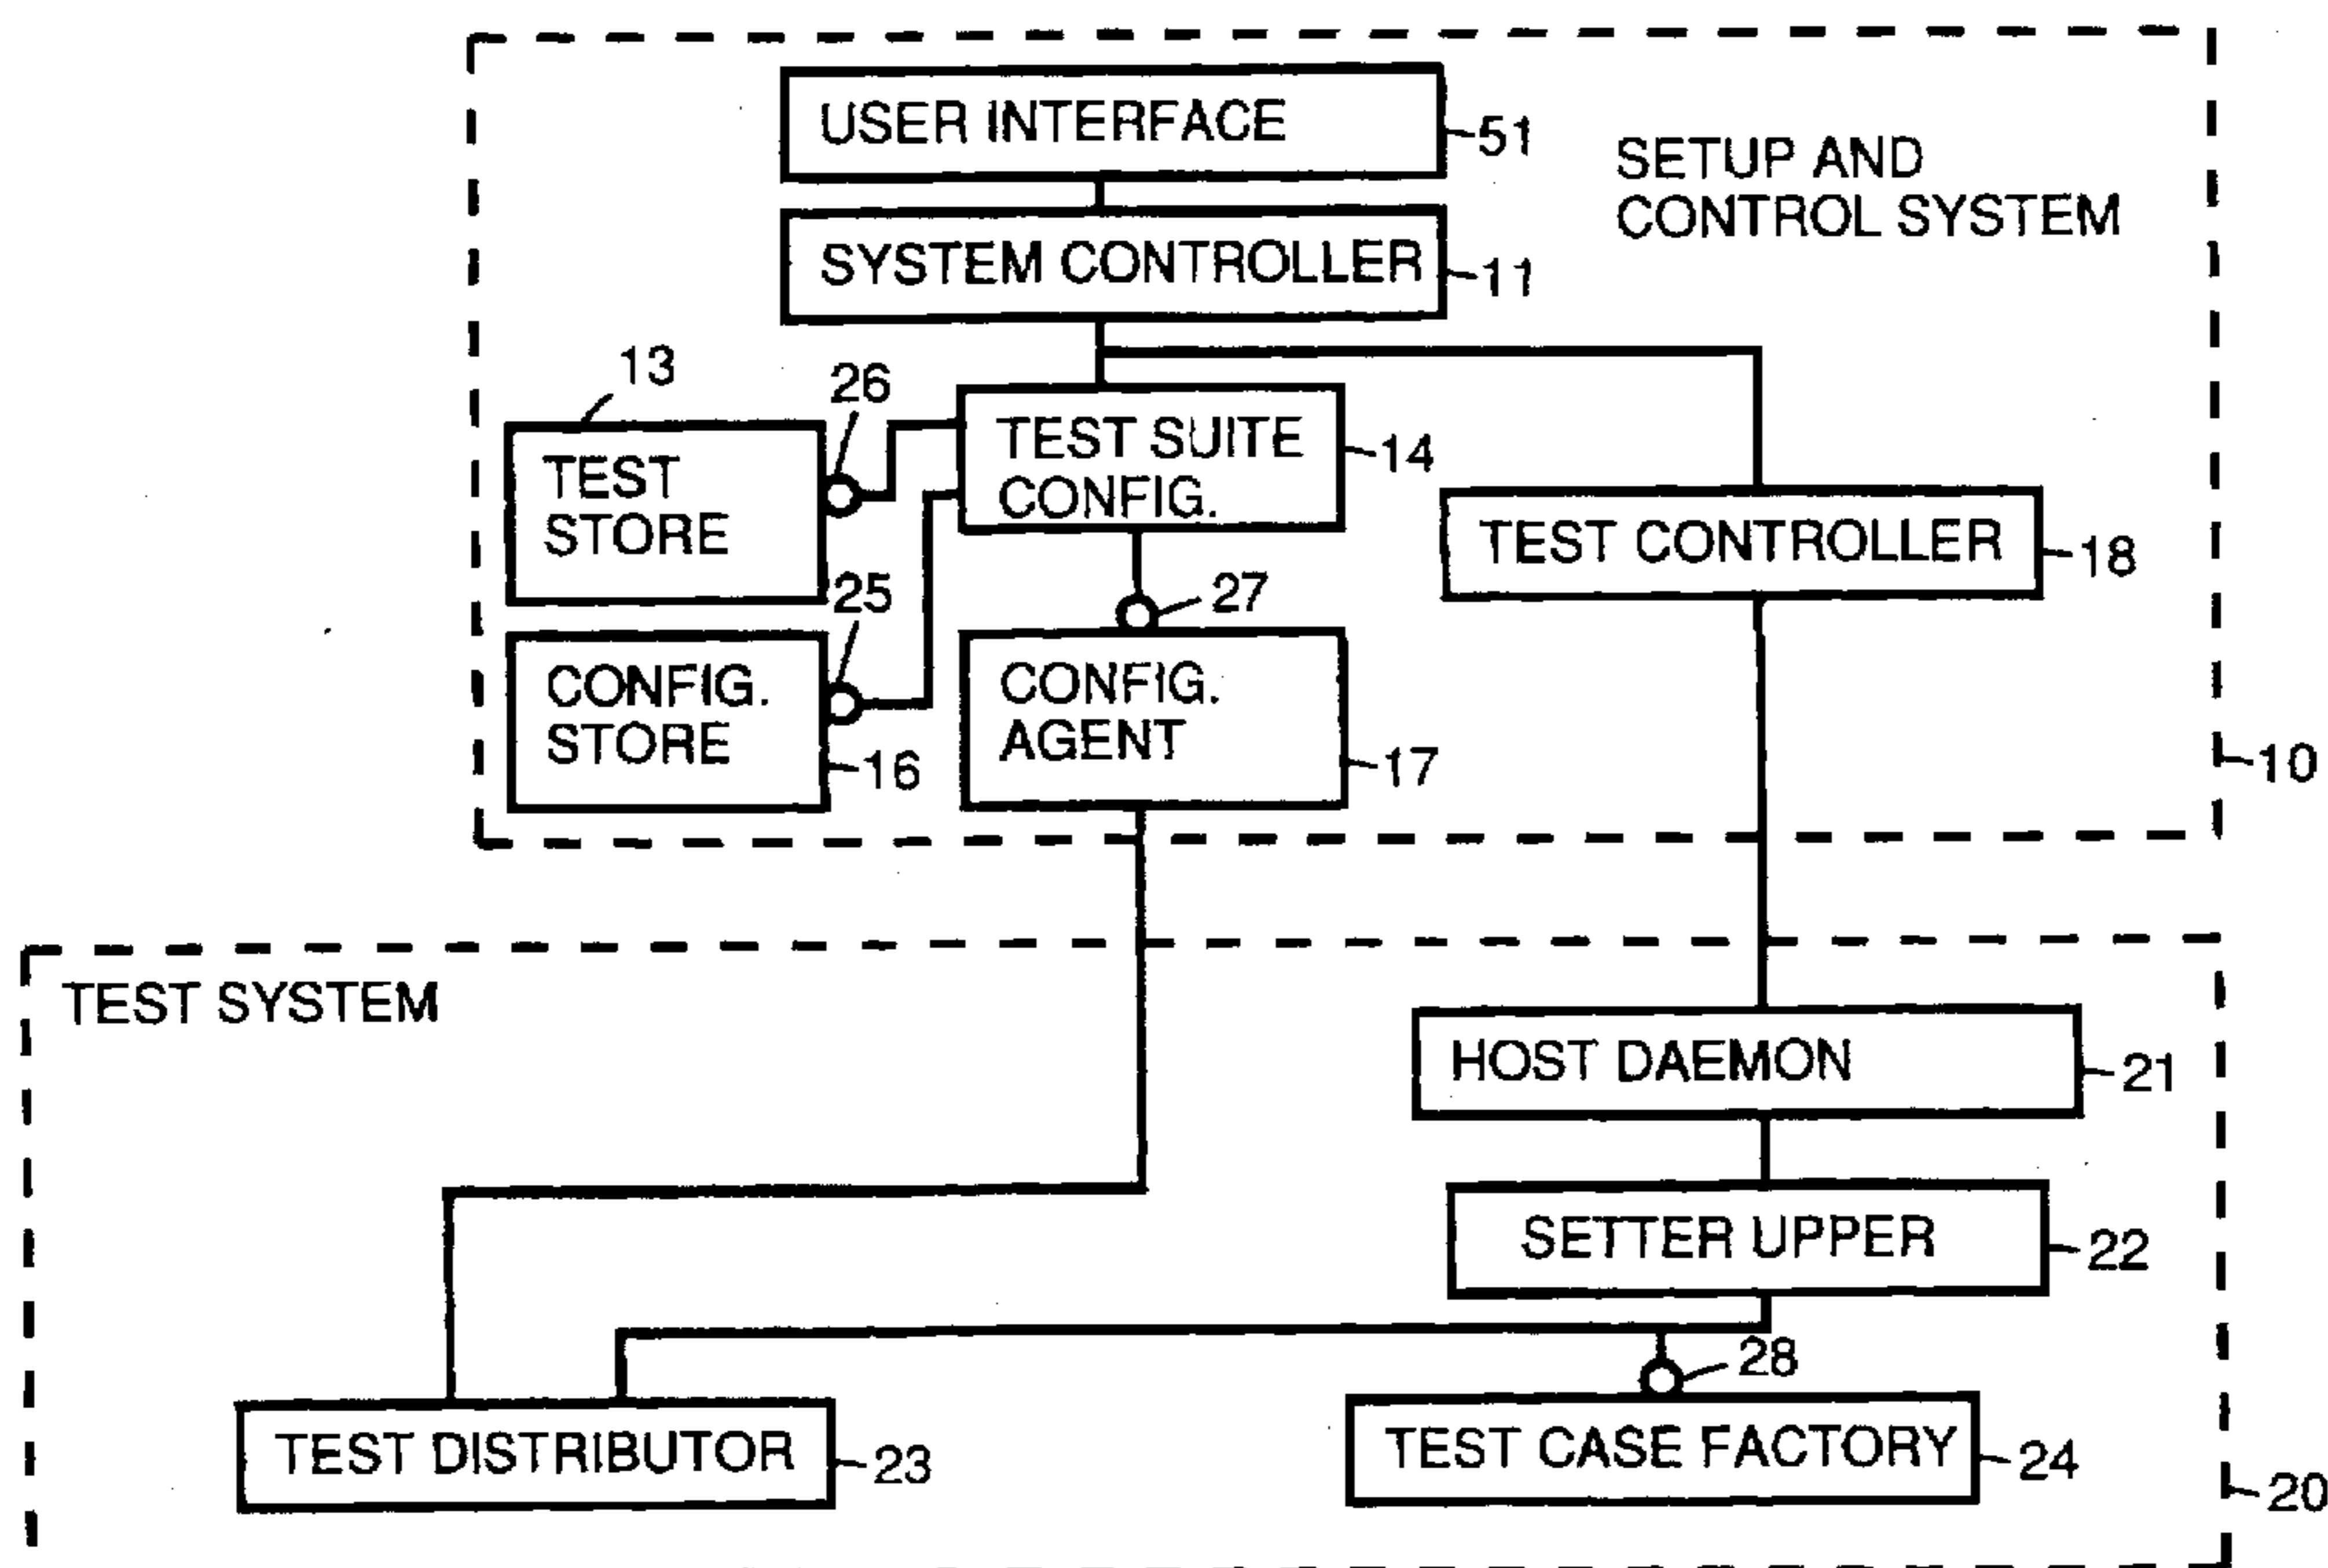 USER INTERFACE
51
SETUP AND
CONTROL SYSTEM
SYSTEM CONTROLLER
11
13
26
TEST
STORE
TEST SUITE
CONFIG.
14
TEST CONTROLLER
18
25
27
CONFIG.
STORE
16
CONFIG.
AGENT
17
10
TEST SYSTEM
HOST DAEMON
21
SETTER UPPER
22
28
TEST DISTRIBUTOR
23
TEST CASE FACTORY
24
20